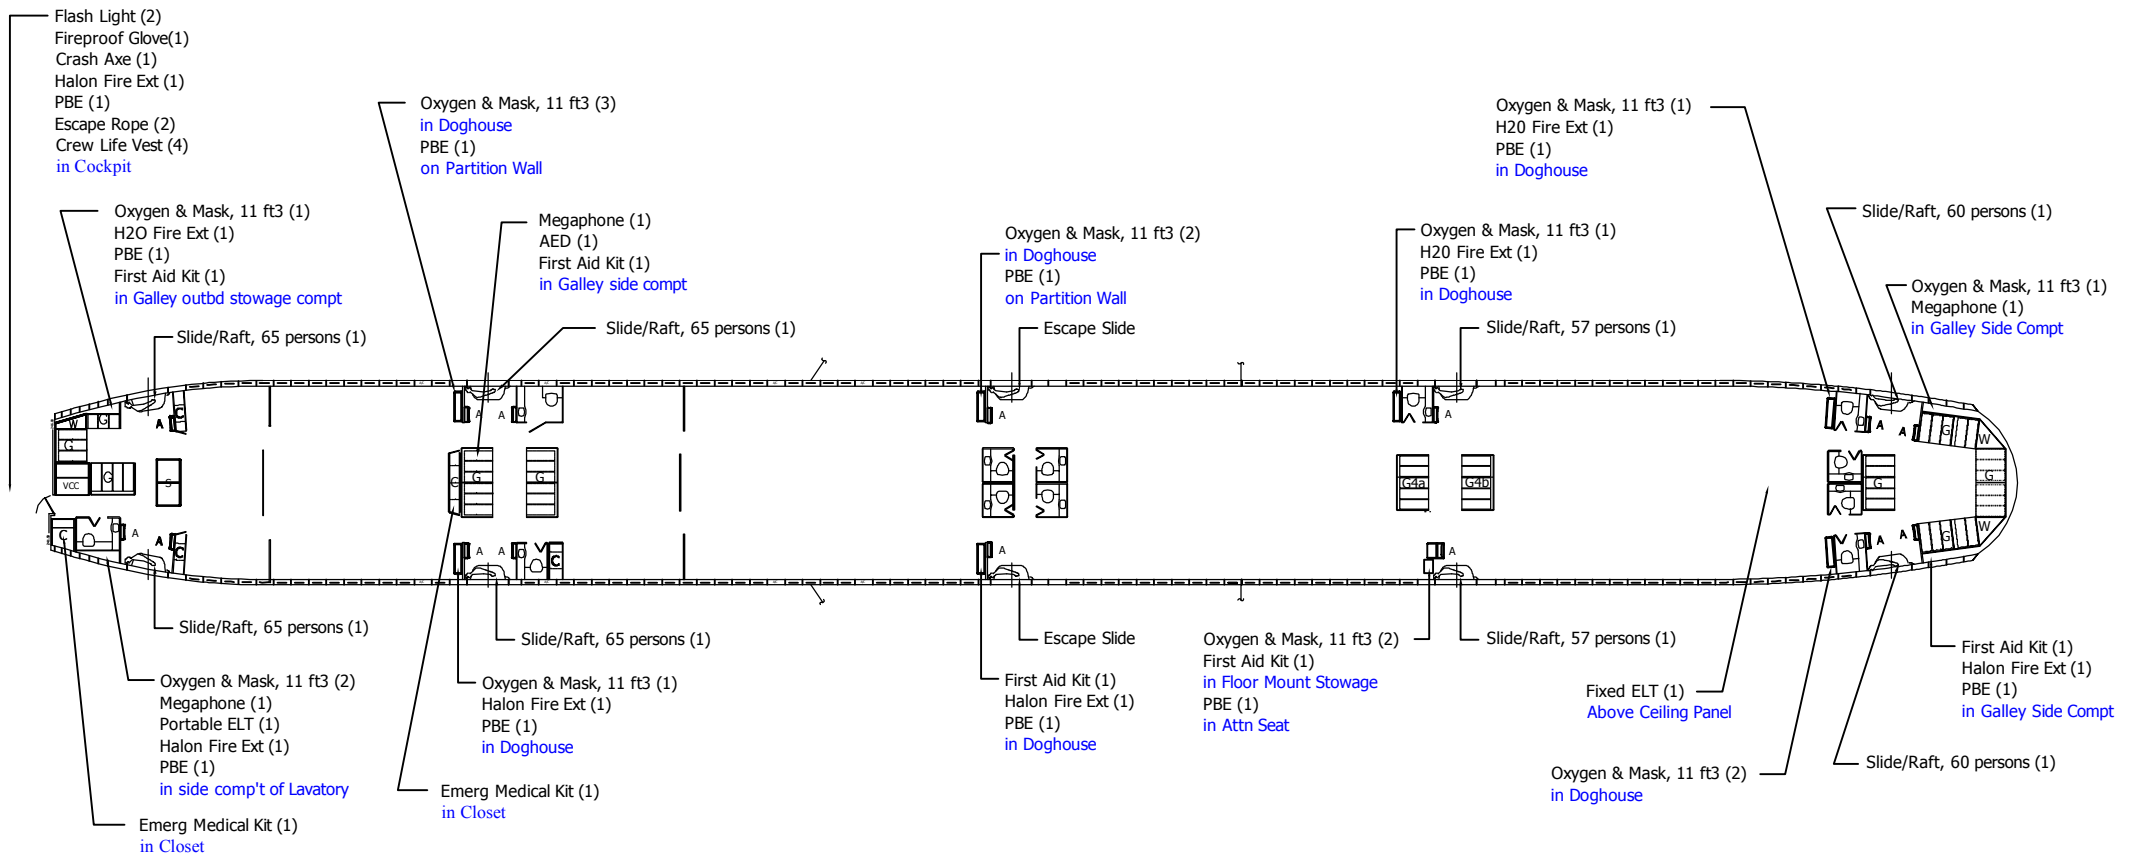 Flash Light (2)
Fireproof Glove(1)
Crash Axe (1)
Halon Fire Ext (1)
PBE (1)
Escape Rope (2)
Crew Life Vest (4)
in Cockpit
Oxygen & Mask, 11 ft3 (3)
in Doghouse
PBE (1)
on Partition Wall
Oxygen & Mask, 11 ft3 (1)
H20 Fire Ext (1)
PBE (1)
in Doghouse
Oxygen & Mask, 11 ft3 (1)
H2O Fire Ext (1)
PBE (1)
First Aid Kit (1)
in Galley outbd stowage compt
Megaphone (1)
AED (1)
First Aid Kit (1)
in Galley side compt
Oxygen & Mask, 11 ft3 (2)
in Doghouse
PBE (1)
on Partition Wall
Oxygen & Mask, 11 ft3 (1)
H20 Fire Ext (1)
PBE (1)
in Doghouse
Slide/Raft, 60 persons (1)
Oxygen & Mask, 11 ft3 (1)
Megaphone (1)
in Galley Side Compt
Slide/Raft, 65 persons (1)
Slide/Raft, 65 persons (1)
Escape Slide
Slide/Raft, 57 persons (1)
W
G
A
C
A
A
A
A
A
A
G
W
G
G
VCC
G
S
C
G
G
G4a
G4b
G
G
C
A
A
C
A
A
C
A
A
A
A
G
W
Slide/Raft, 65 persons (1)
Slide/Raft, 65 persons (1)
Escape Slide
Slide/Raft, 57 persons (1)
Oxygen & Mask, 11 ft3 (2)
Megaphone (1)
Portable ELT (1)
Halon Fire Ext (1)
PBE (1)
in side comp't of Lavatory
Emerg Medical Kit (1)
in Closet
Oxygen & Mask, 11 ft3 (1)
Halon Fire Ext (1)
PBE (1)
in Doghouse
Emerg Medical Kit (1)
in Closet
First Aid Kit (1)
Halon Fire Ext (1)
PBE (1)
in Doghouse
Oxygen & Mask, 11 ft3 (2)
First Aid Kit (1)
in Floor Mount Stowage
PBE (1)
in Attn Seat
Fixed ELT (1)
Above Ceiling Panel
Oxygen & Mask, 11 ft3 (2)
in Doghouse
First Aid Kit (1)
Halon Fire Ext (1)
PBE (1)
in Galley Side Compt
Slide/Raft, 60 persons (1)